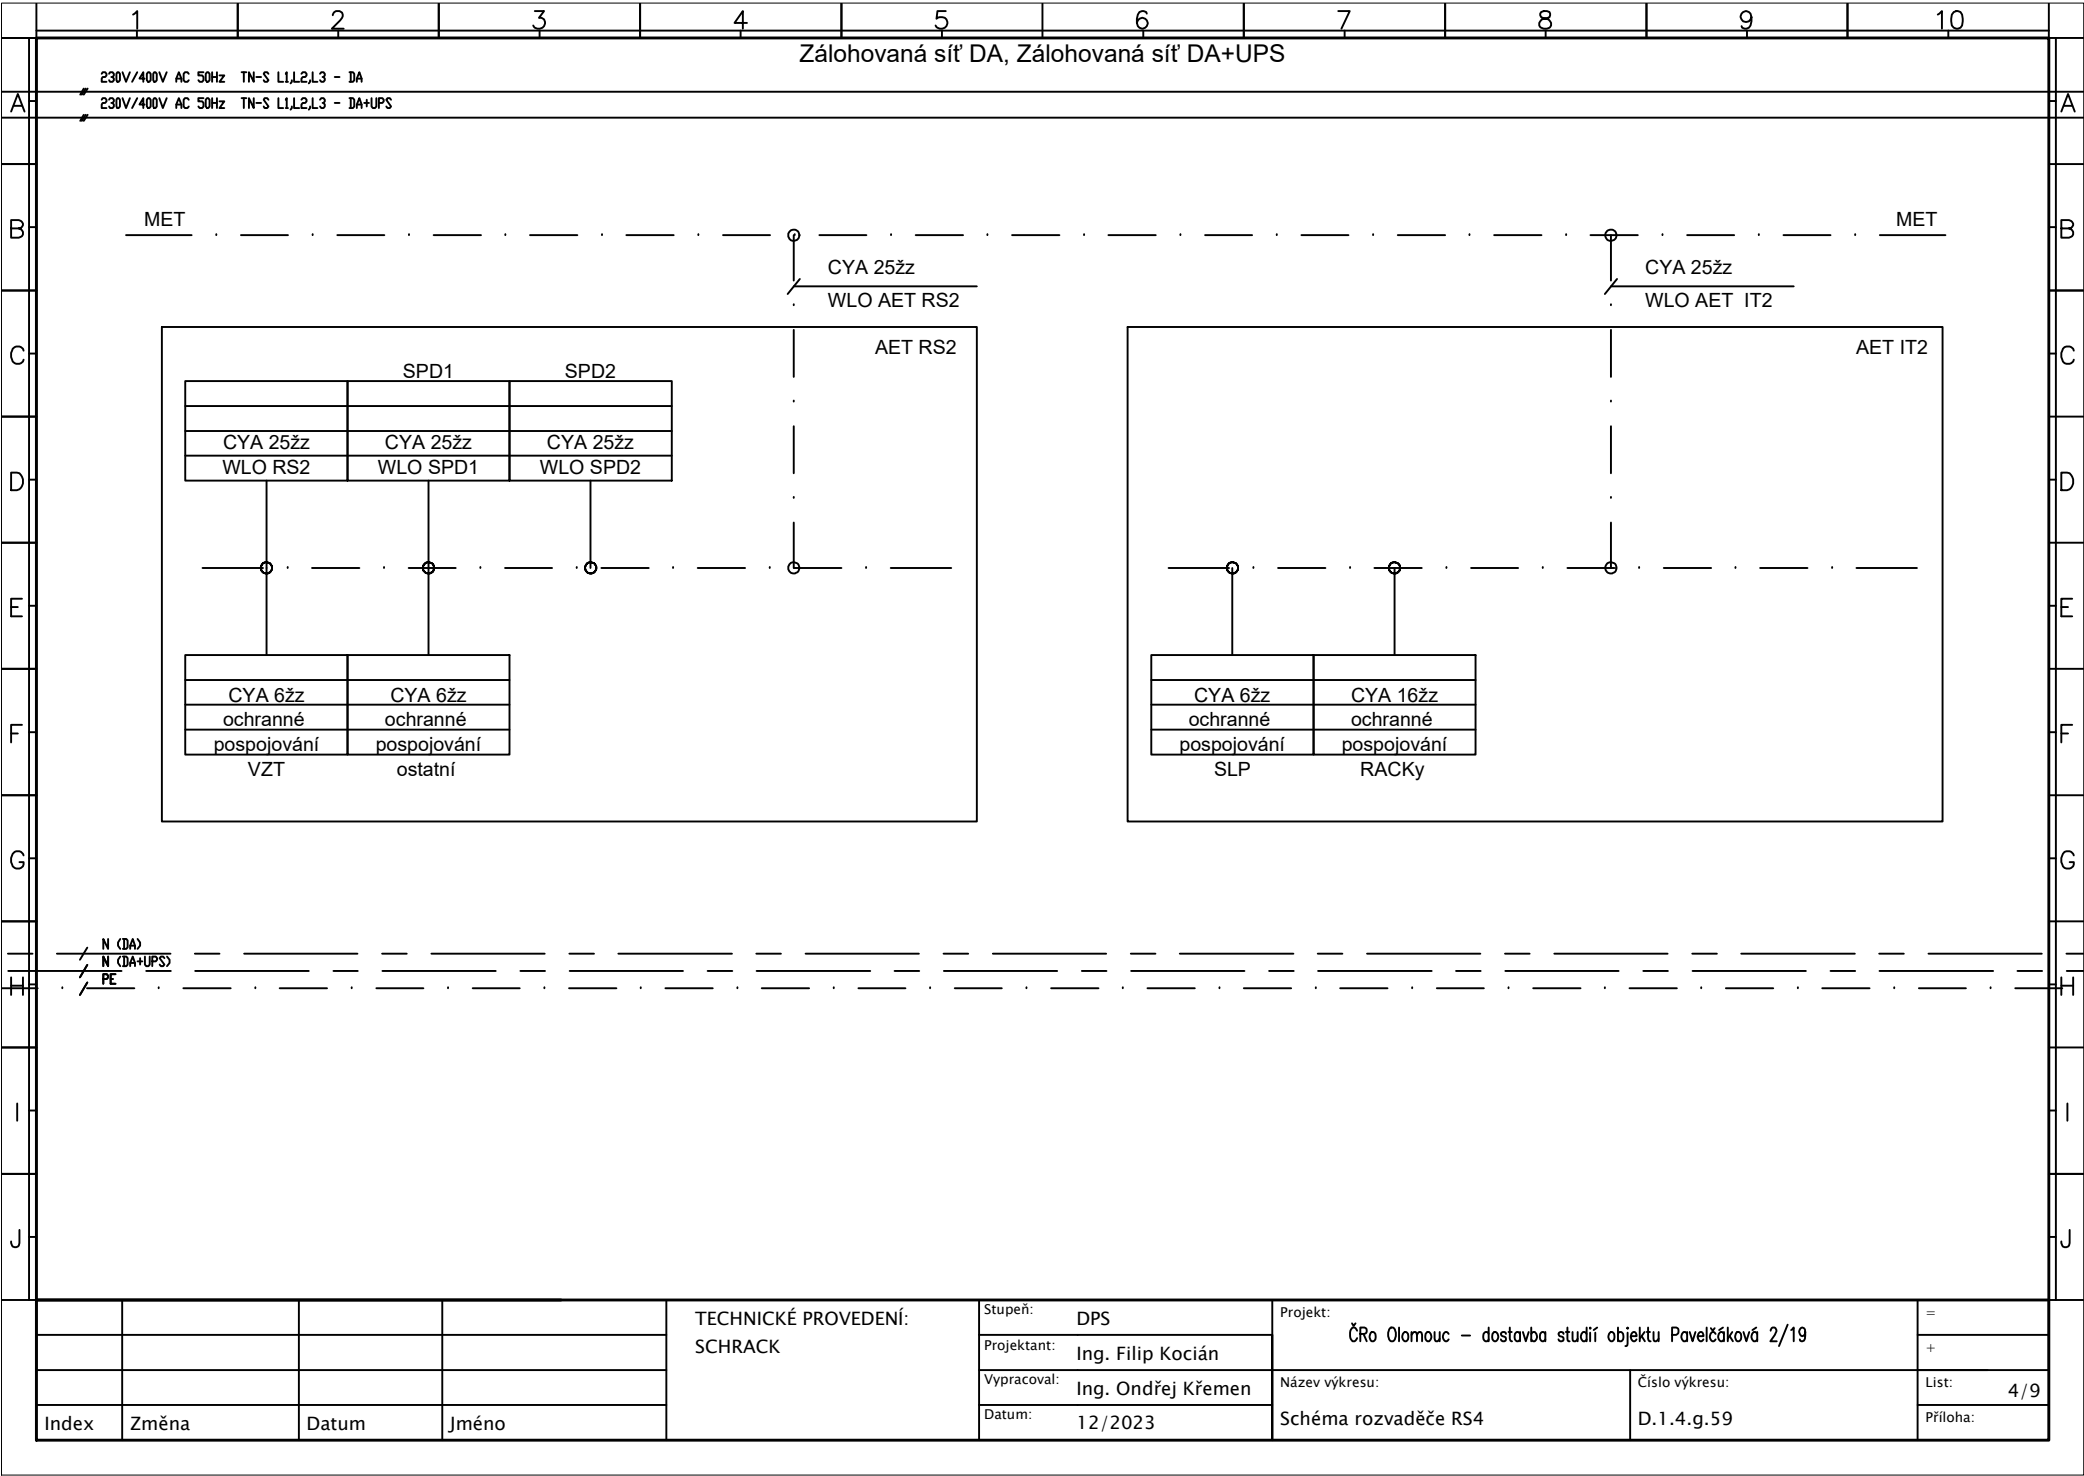 1 2 3 4 5 6 7 8 9 10
Zálohovaná síť DA, Zálohovaná síť DA+UPS
230V/400V AC 50Hz TN-S L1,L2,L3 - DA
A A
230V/400V AC 50Hz TN-S L1,L2,L3 - DA+UPS
MET MET
B B
CYA 25žz CYA 25žz
WLO AET RS2 WLO AET IT2
AET RS2 AET IT2
C C
SPD1 SPD2
CYA 25žz CYA 25žz CYA 25žz
WLO RS2 WLO SPD1 WLO SPD2
D D
E E
CYA 6žz CYA 6žz CYA 6žz CYA 16žz
ochranné ochranné ochranné ochranné
F F
pospojování pospojování pospojování pospojování
VZT ostatní SLP RACKy
G G
N (DA)
N (DA+UPS)
PE
H H
I I
J J
TECHNICKÉ PROVEDENÍ:
SCHRACK
Stupeň: DPS
Projektant: Ing. Filip Kocián
Vypracoval: Ing. Ondřej Křemen
Datum: 12/2023
Projekt:
ČRo Olomouc – dostavba studií objektu Pavelčáková 2/19
Název výkresu:
Schéma rozvaděče RS4
Číslo výkresu:
D.1.4.g.59
=
+
List: 4/9
Příloha:
Index Změna Datum Jméno